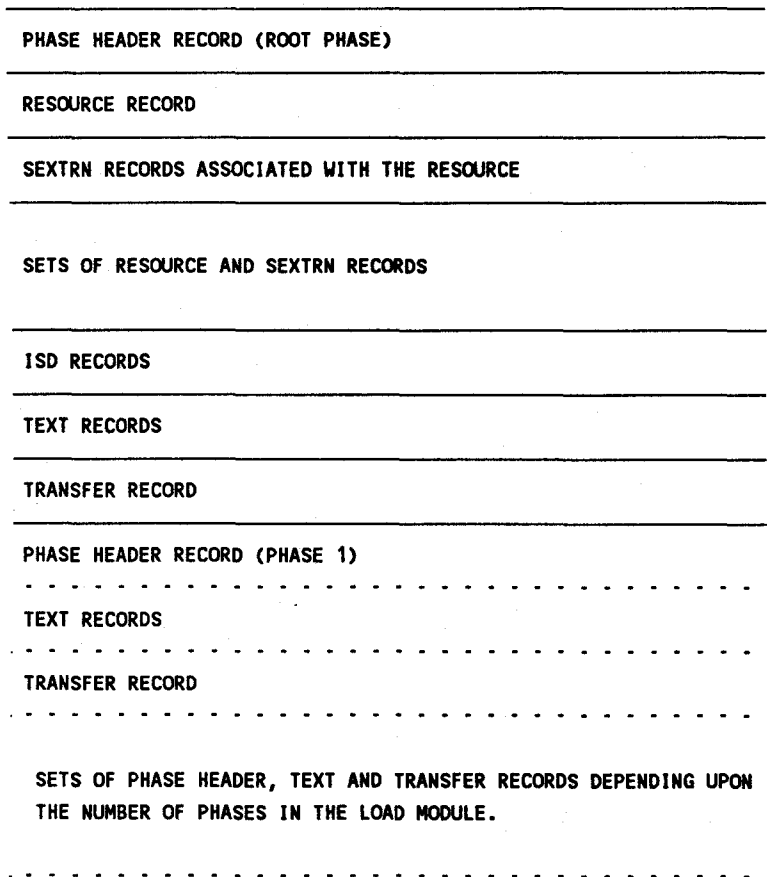 PHASE HEADER RECORD (ROOT PHASE)
RESOURCE RECORD
SEXTRN RECORDS ASSOCIATED WITH THE RESOURCE
SETS OF RESOURCE AND SEXTRN RECORDS
ISD RECORDS
TEXT RECORDS
TRANSFER RECORD
PHASE HEADER RECORD (PHASE 1)
TEXT RECORDS
TRANSFER RECORD
SETS OF PHASE HEADER, TEXT AND TRANSFER RECORDS DEPENDING UPON
THE NUMBER OF PHASES IN THE LOAD MODULE.